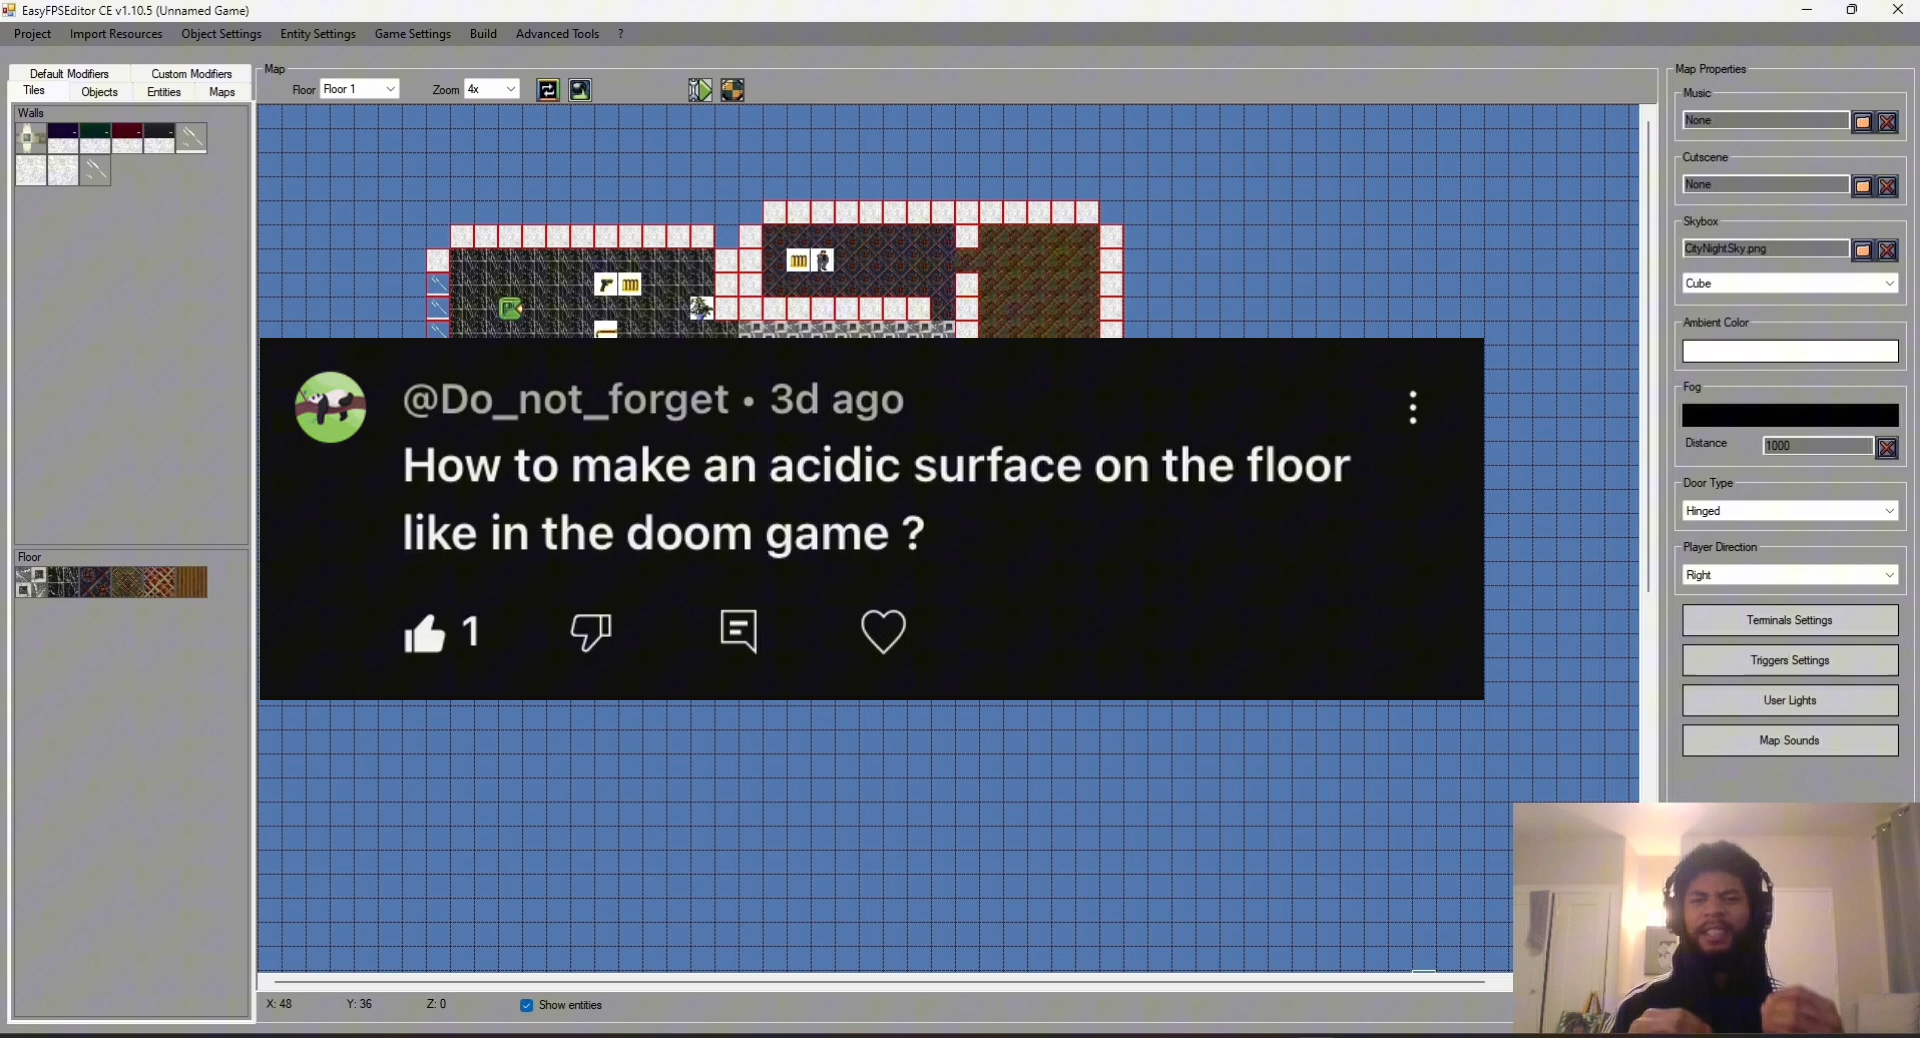 EasyFPSEditor CE v1.10.5 (Unnamed Game)
Project Import Resources Object Settings Entity Settings Game Settings Build Advanced Tools ?
Default Modifiers Custom Modifiers
Tiles Objects Entities Maps
Walls
Floor
Map
Floor Floor 1 Zoom 4x
@Do_not_forget • 3d ago
How to make an acidic surface on the floor
like in the doom game ?
1
X: 48 Y: 36 Z: 0 Show entities
Map Properties
Music
None
Cutscene
None
Skybox
CityNightSky.png
Cube
Ambient Color
Fog
Distance 1000
Door Type
Hinged
Player Direction
Right
Terminals Settings
Triggers Settings
User Lights
Map Sounds